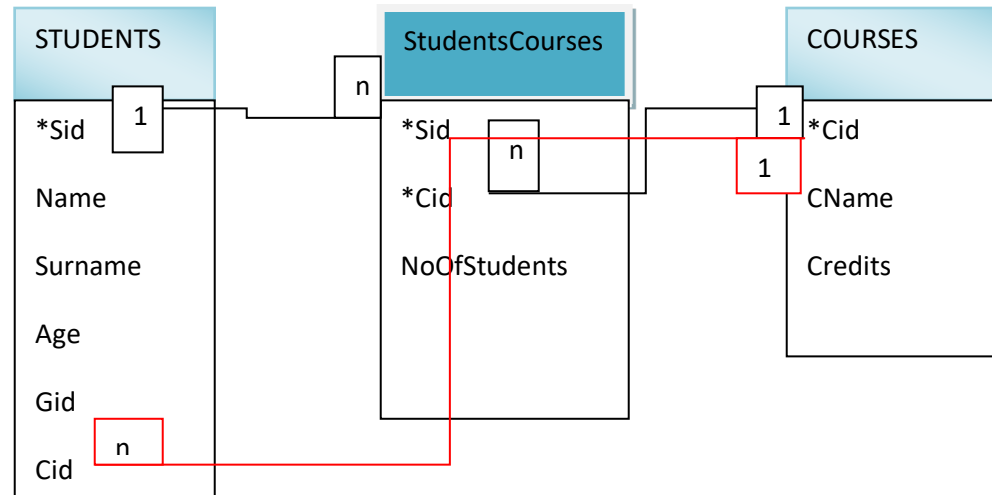 STUDENTS
*Sid
Name
Surname
Age
Gid
Cid
1
n
n
StudentsCourses
*Sid
*Cid
NoOfStudents
n
1
1
COURSES
*Cid
CName
Credits